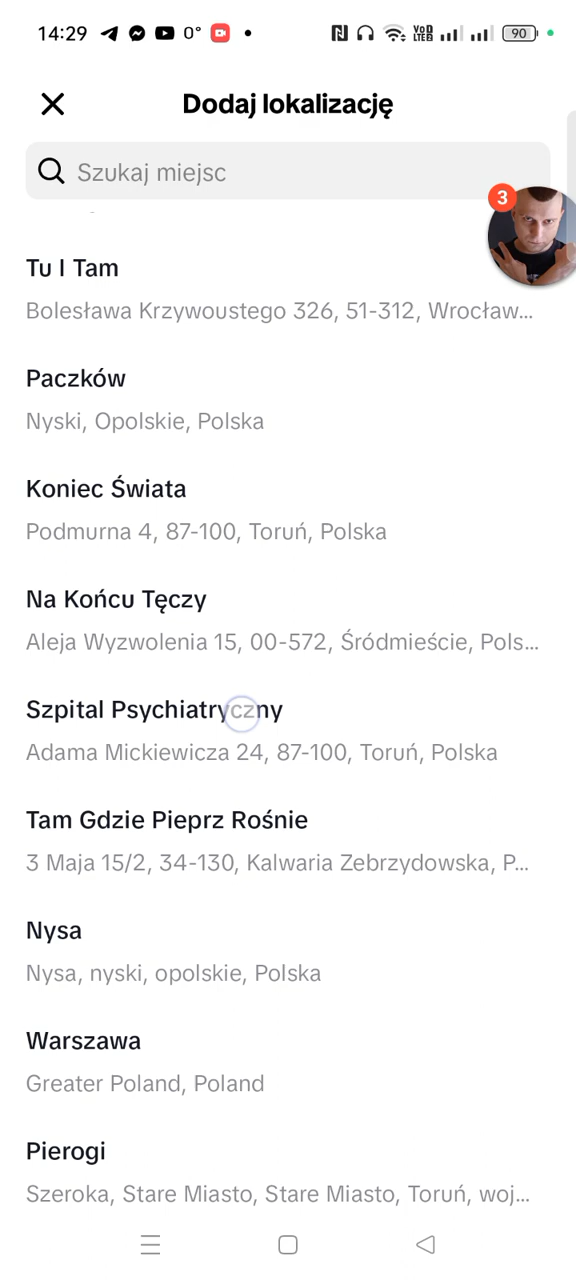 14:29 0° VoD LTE2 90
Dodaj lokalizację
Szukaj miejsc
3
Tu I Tam
Bolesława Krzywoustego 326, 51-312, Wrocław...
Paczków
Nyski, Opolskie, Polska
Koniec Świata
Podmurna 4, 87-100, Toruń, Polska
Na Końcu Tęczy
Aleja Wyzwolenia 15, 00-572, Śródmieście, Pols...
Szpital Psychiatryczny
Adama Mickiewicza 24, 87-100, Toruń, Polska
Tam Gdzie Pieprz Rośnie
3 Maja 15/2, 34-130, Kalwaria Zebrzydowska, P...
Nysa
Nysa, nyski, opolskie, Polska
Warszawa
Greater Poland, Poland
Pierogi
Szeroka, Stare Miasto, Stare Miasto, Toruń, woj...